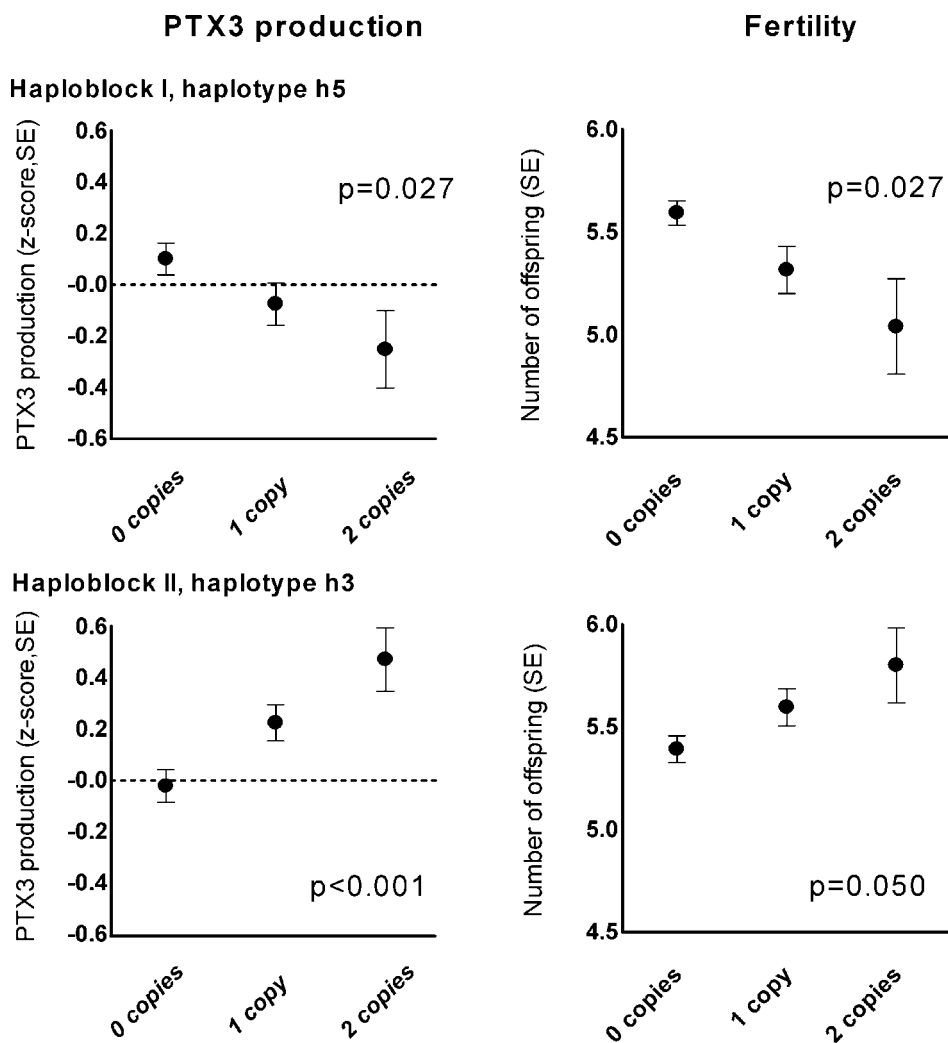 PTX3 production
Fertility
Haploblock I, haplotype h5
PTX3 production (z-score,SE)
0.6
0.4
0.2
-0.0
-0.2
-0.4
-0.6
p=0.027
0 copies
1 copy
2 copies
Number of offspring (SE)
6.0
5.5
5.0
4.5
p=0.027
0 copies
1 copy
2 copies
Haploblock II, haplotype h3
PTX3 production (z-score,SE)
0.6
0.4
0.2
-0.0
-0.2
-0.4
-0.6
p<0.001
0 copies
1 copy
2 copies
Number of offspring (SE)
6.0
5.5
5.0
4.5
p=0.050
0 copies
1 copy
2 copies